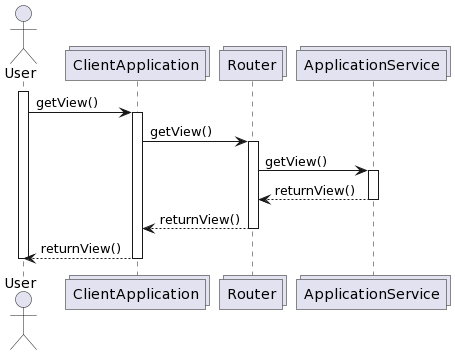 User
ClientApplication
Router
ApplicationService
getView()
getView()
getView()
returnView()
returnView()
returnView()
User
ClientApplication
Router
ApplicationService